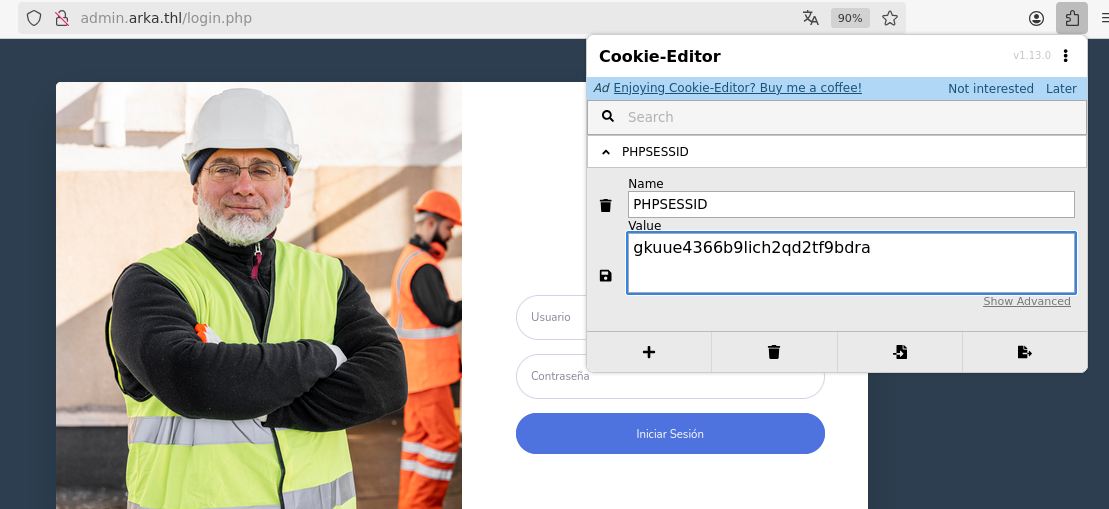 admin.arka.thl/login.php
90%
Cookie-Editor
v1.13.0
Ad Enjoying Cookie-Editor? Buy me a coffee!
Not interested
Later
Search
PHPSESSID
Name
PHPSESSID
Value
gkuue4366b9lich2qd2tf9bdra
Show Advanced
Usuario
Contraseña
Iniciar Sesión